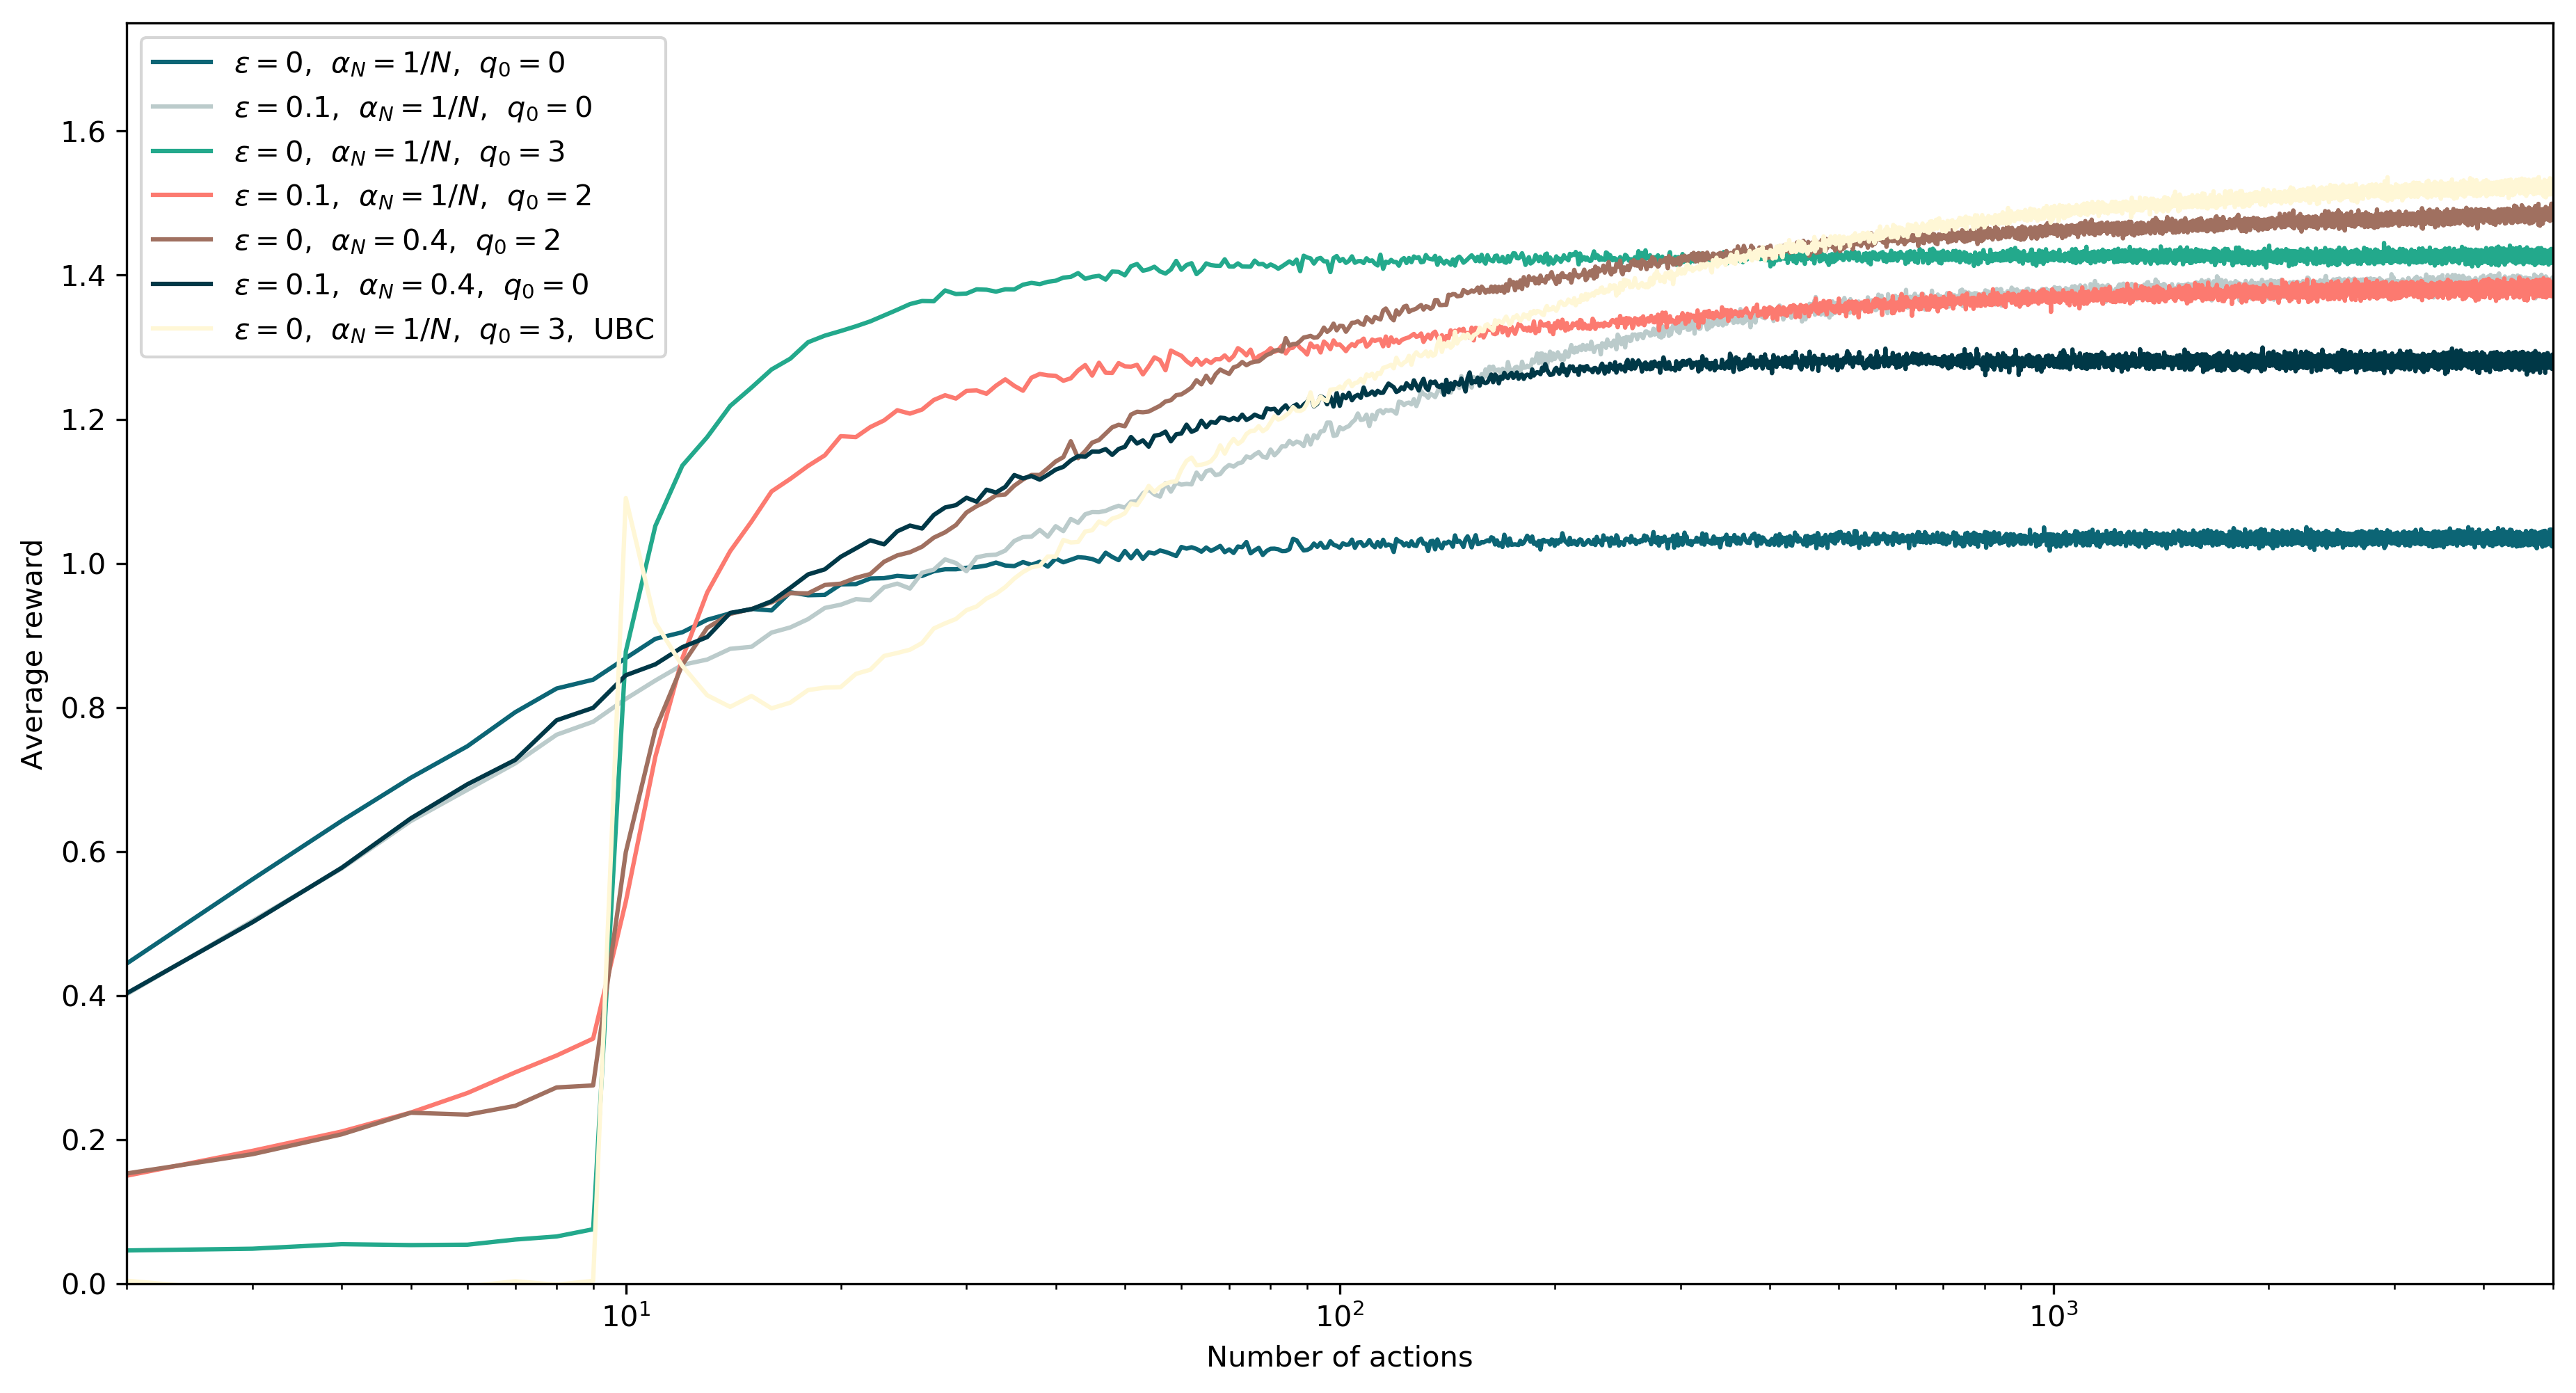 ε = 0, α_N = 1/N, q_0 = 0
ε = 0.1, α_N = 1/N, q_0 = 0
ε = 0, α_N = 1/N, q_0 = 3
ε = 0.1, α_N = 1/N, q_0 = 2
ε = 0, α_N = 0.4, q_0 = 2
ε = 0.1, α_N = 0.4, q_0 = 0
ε = 0, α_N = 1/N, q_0 = 3, UBC
Average reward
1.6
1.4
1.2
1.0
0.8
0.6
0.4
0.2
0.0
10^1 10^2 10^3
Number of actions